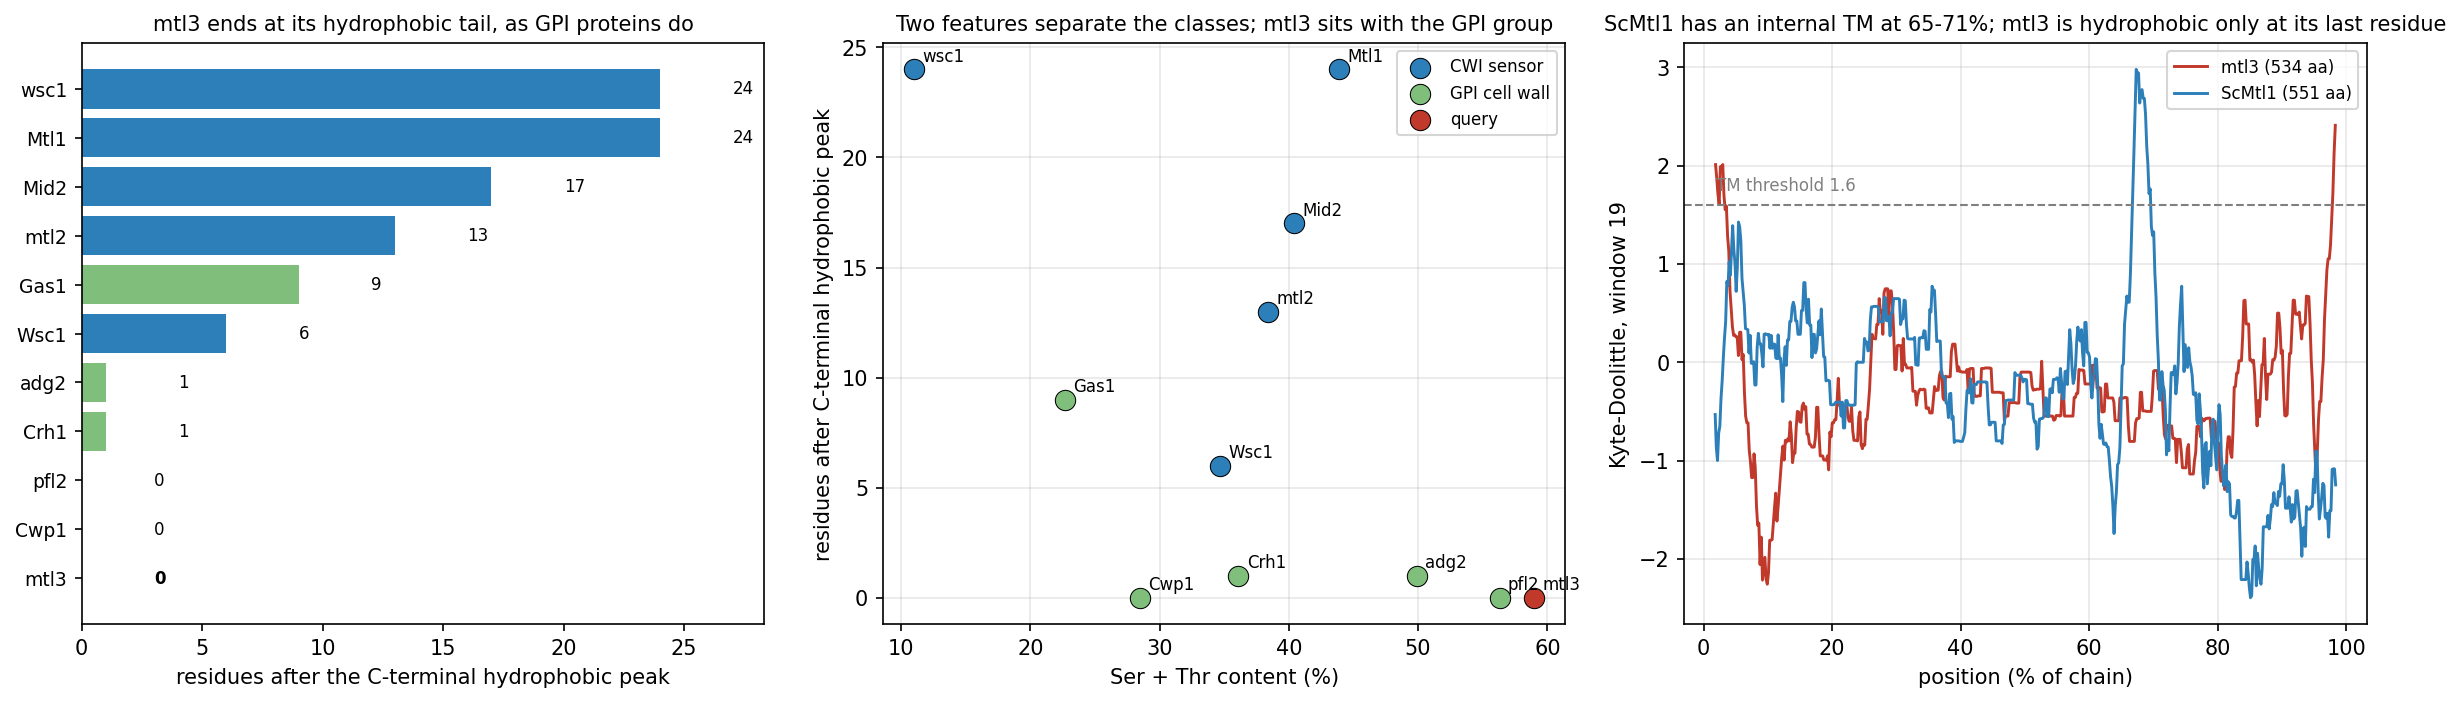 mtl3 ends at its hydrophobic tail, as GPI proteins do
wsc1
Mtl1
Mid2
mtl2
Gas1
Wsc1
adg2
Crh1
pfl2
Cwp1
mtl3
24
24
17
13
9
6
1
1
0
0
0
0
5
10
15
20
25
residues after the C-terminal hydrophobic peak
Two features separate the classes; mtl3 sits with the GPI group
residues after C-terminal hydrophobic peak
25
20
15
10
5
0
wsc1
Mtl1
CWI sensor
GPI cell wall
query
Mid2
mtl2
Gas1
Wsc1
Crh1
adg2
Cwp1
pfl2
mtl3
10
20
30
40
50
60
Ser + Thr content (%)
ScMtl1 has an internal TM at 65-71%; mtl3 is hydrophobic only at its last residue
Kyte-Doolittle, window 19
3
2
1
0
−1
−2
mtl3 (534 aa)
ScMtl1 (551 aa)
TM threshold 1.6
0
20
40
60
80
100
position (% of chain)